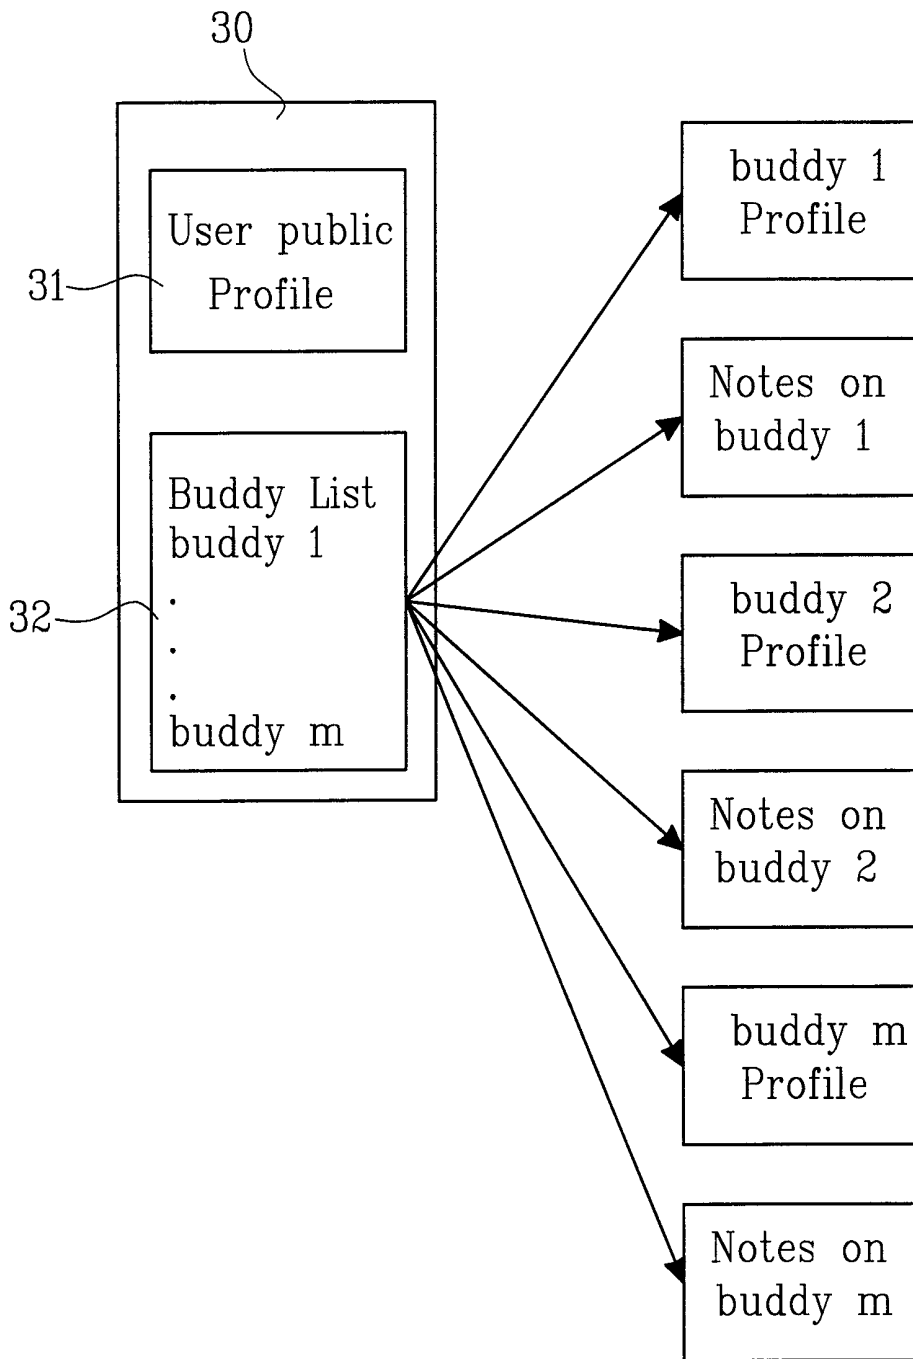 30
User public
Profile
31
Buddy List
buddy 1
.
.
.
buddy m
32
buddy 1
Profile
Notes on
buddy 1
buddy 2
Profile
Notes on
buddy 2
buddy m
Profile
Notes on
buddy m